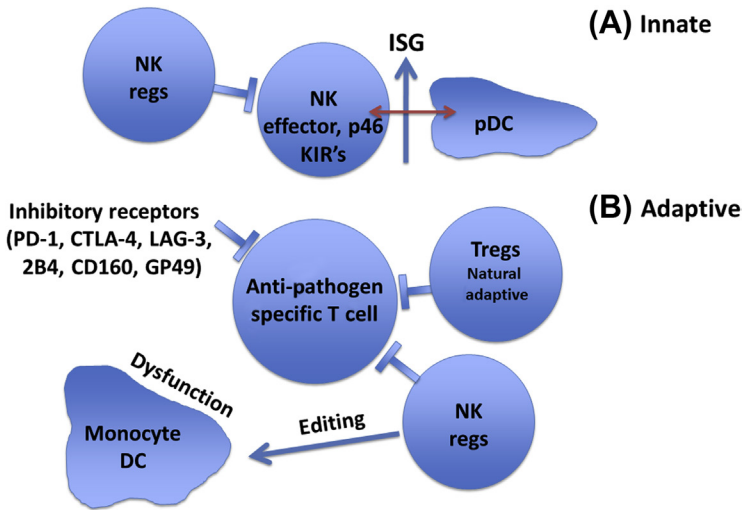 (A) Innate
ISG
NK
regs
NK
effector, p46
KIR's
pDC
(B) Adaptive
Inhibitory receptors
(PD-1, CTLA-4, LAG-3,
2B4, CD160, GP49)
Anti-pathogen
specific T cell
Tregs
Natural
adaptive
Dysfunction
Monocyte
DC
Editing
NK
regs